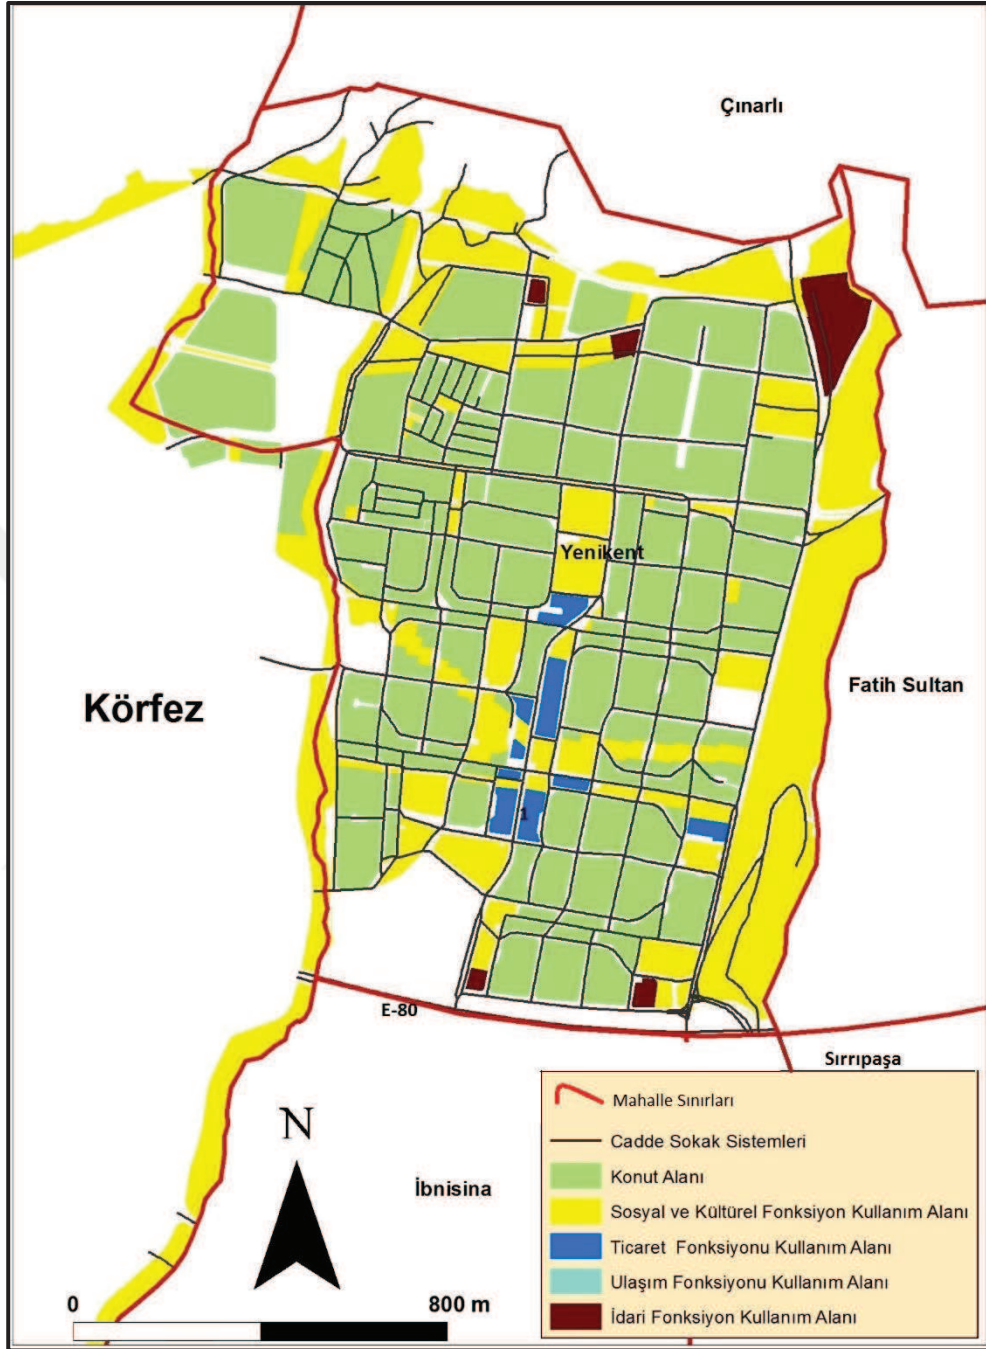 Çınarlı
Yenikent
Fatih Sultan
Körfez
1
E-80
Sırrıpaşa
İbnisina
N
0 800 m
Mahalle Sınırları
Cadde Sokak Sistemleri
Konut Alanı
Sosyal ve Kültürel Fonksiyon Kullanım Alanı
Ticaret Fonksiyonu Kullanım Alanı
Ulaşım Fonksiyonu Kullanım Alanı
İdari Fonksiyon Kullanım Alanı